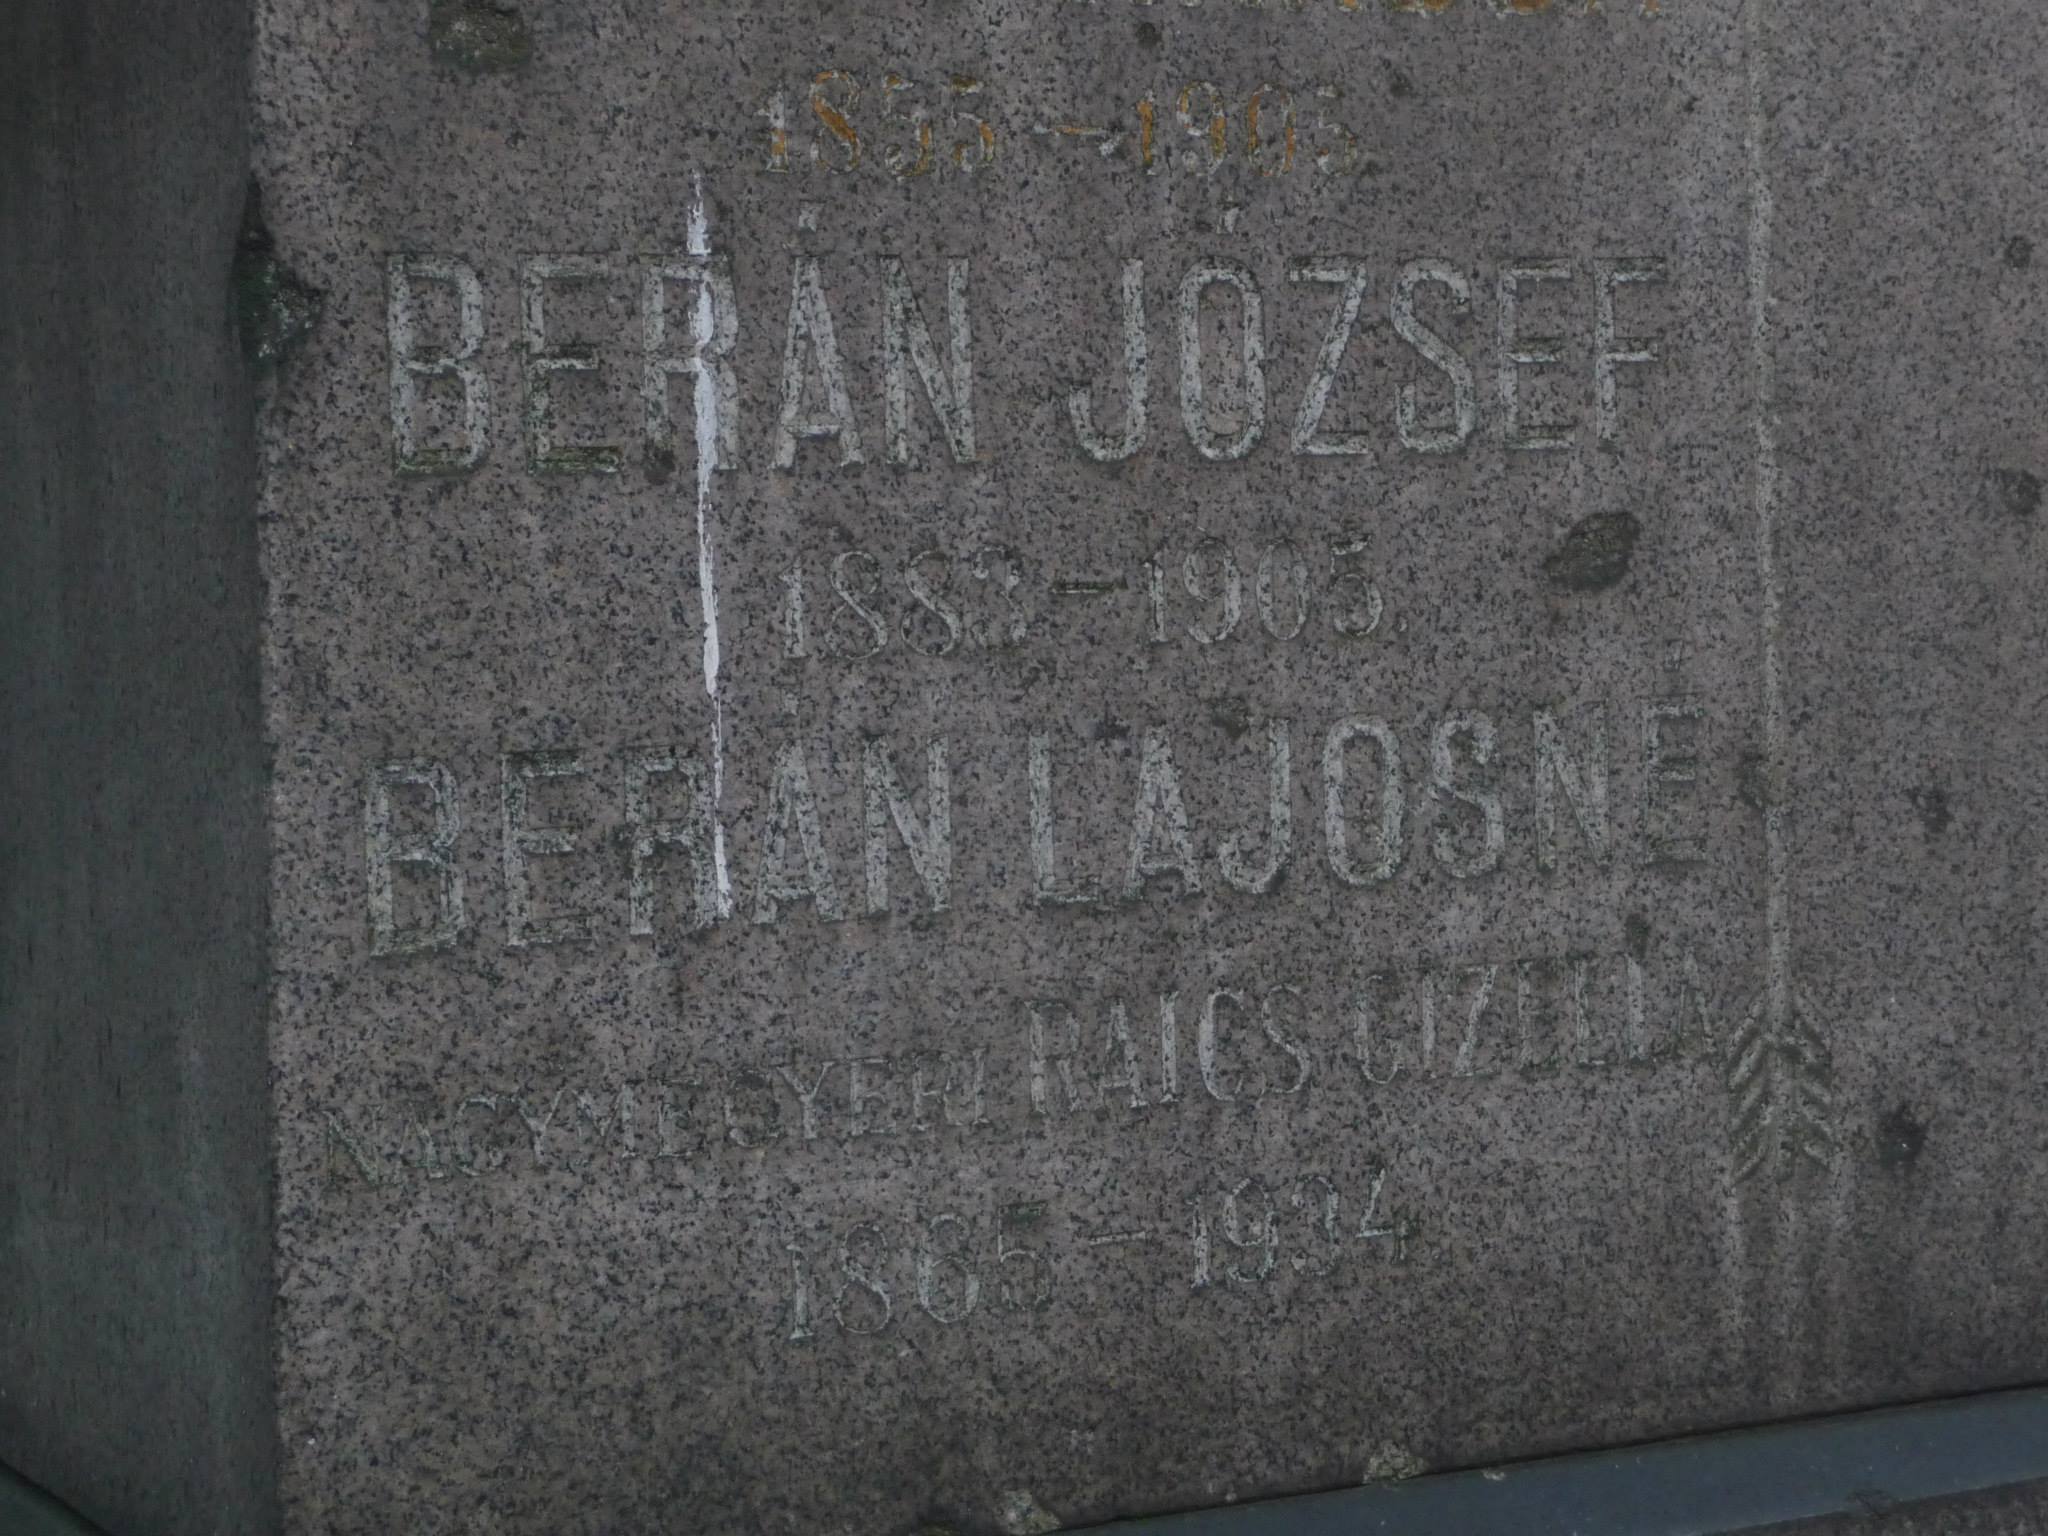 1855 – 1905
BERÁN JÓZSEF
1883 – 1905.
BERÁN LAJOSNÉ
NAGYMEGYERI RAICS GIZELLA
1865 – 1934.